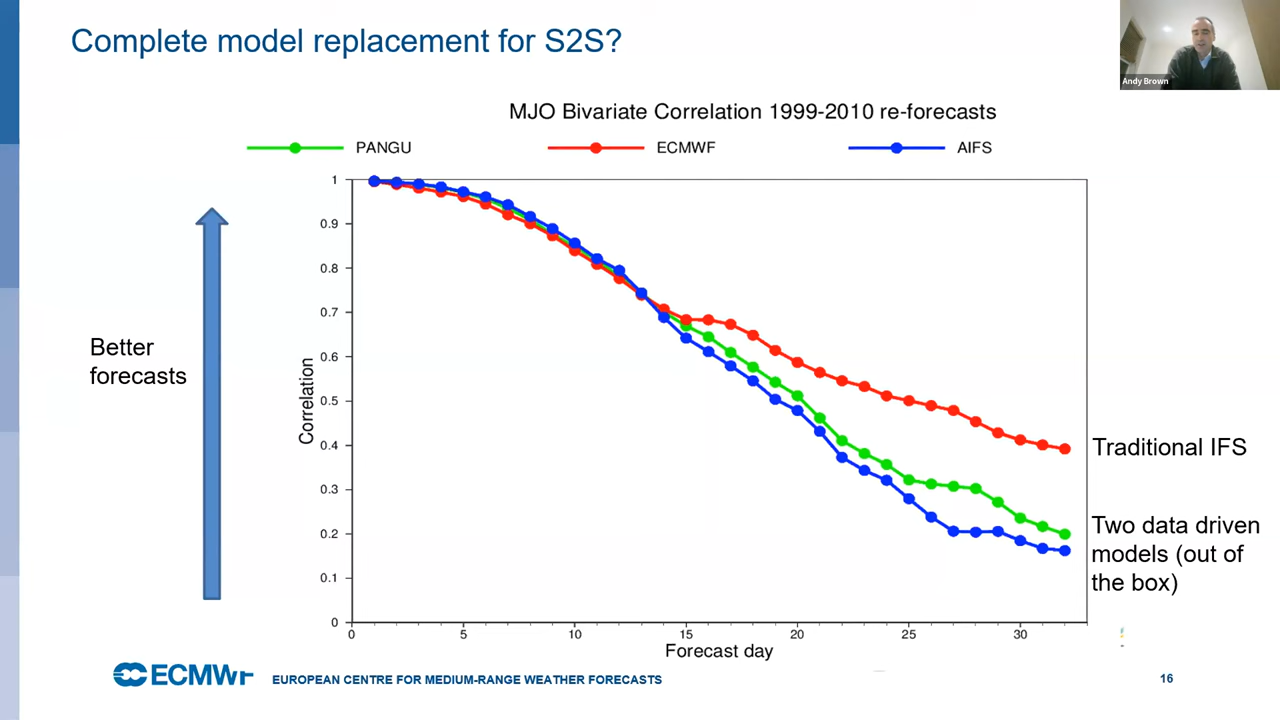 Complete model replacement for S2S?
Andy Brown
MJO Bivariate Correlation 1999-2010 re-forecasts
PANGU
ECMWF
AIFS
1
0.9
0.8
0.7
0.6
0.5
0.4
0.3
0.2
0.1
0
Correlation
0
5
10
15
20
25
30
Forecast day
Better
forecasts
Traditional IFS
Two data driven
models (out of
the box)
ECMWF
EUROPEAN CENTRE FOR MEDIUM-RANGE WEATHER FORECASTS
16